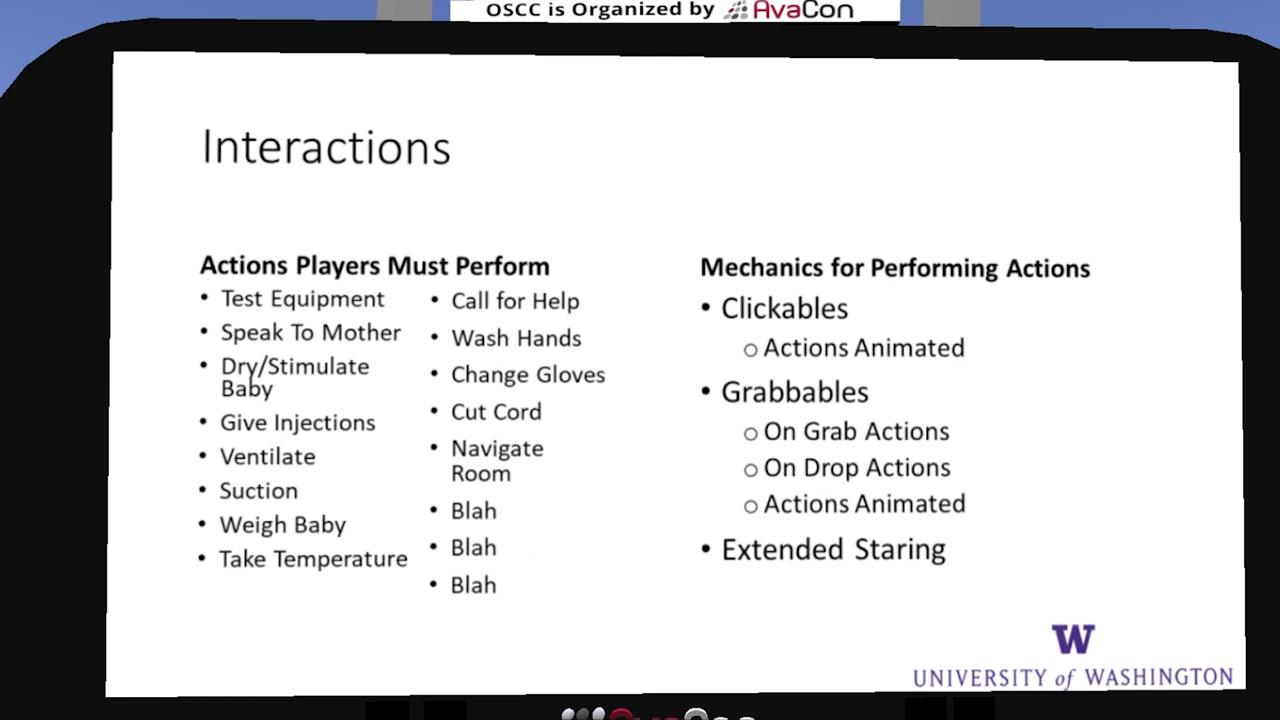 OSCC is Organized by AvaCon
Interactions
Actions Players Must Perform
• Test Equipment
• Speak To Mother
• Dry/Stimulate
Baby
• Give Injections
• Ventilate
• Suction
• Weigh Baby
• Take Temperature
• Call for Help
• Wash Hands
• Change Gloves
• Cut Cord
• Navigate
Room
• Blah
• Blah
• Blah
Mechanics for Performing Actions
• Clickables
o Actions Animated
• Grabbables
o On Grab Actions
o On Drop Actions
o Actions Animated
• Extended Staring
W
UNIVERSITY of WASHINGTON